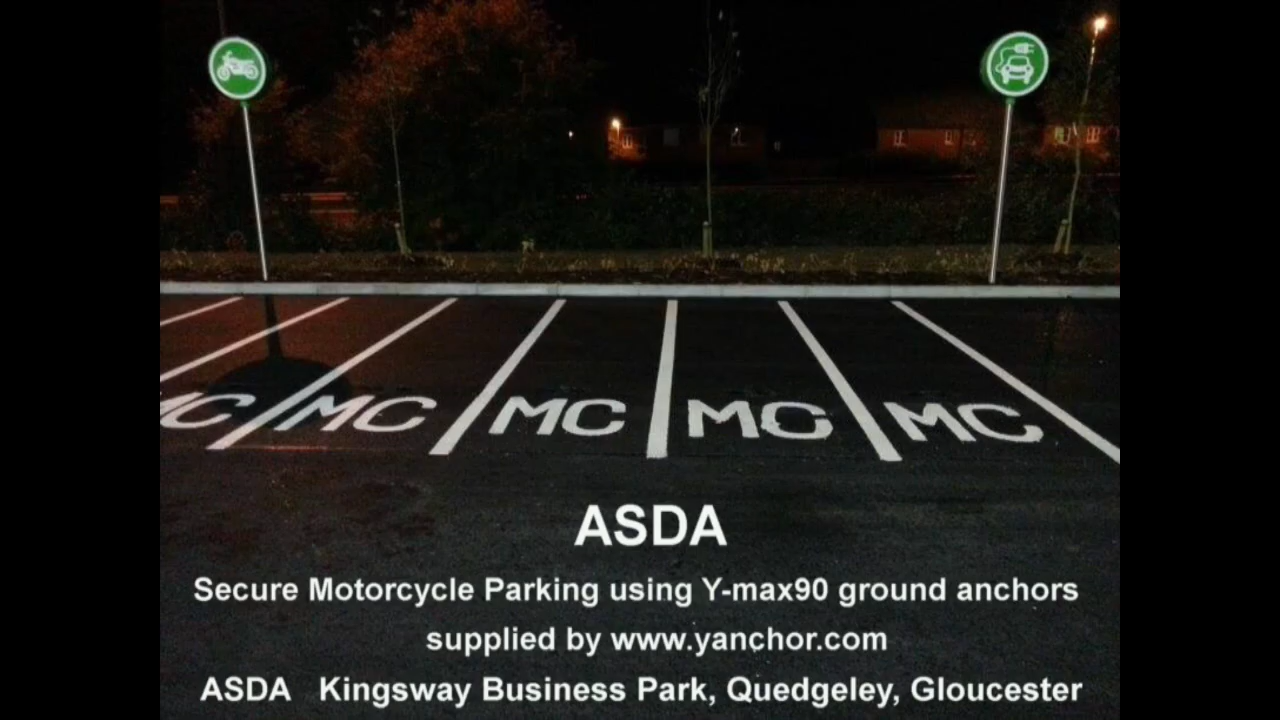 MC MC MC MC MC
ASDA
Secure Motorcycle Parking using Y-max90 ground anchors
supplied by www.yanchor.com
ASDA Kingsway Business Park, Quedgeley, Gloucester